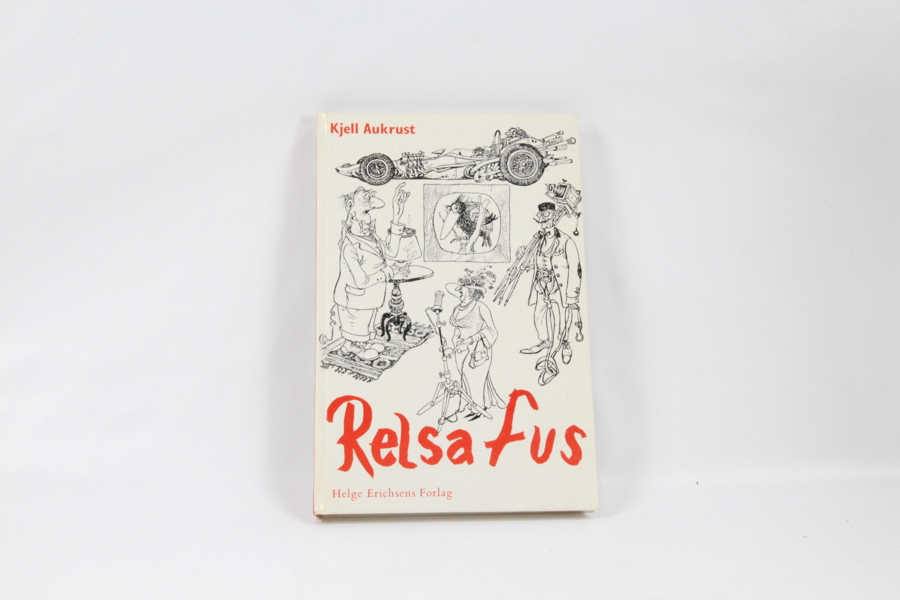 Kjell Aukrust
Relsa fus
Helge Erichsens Forlag